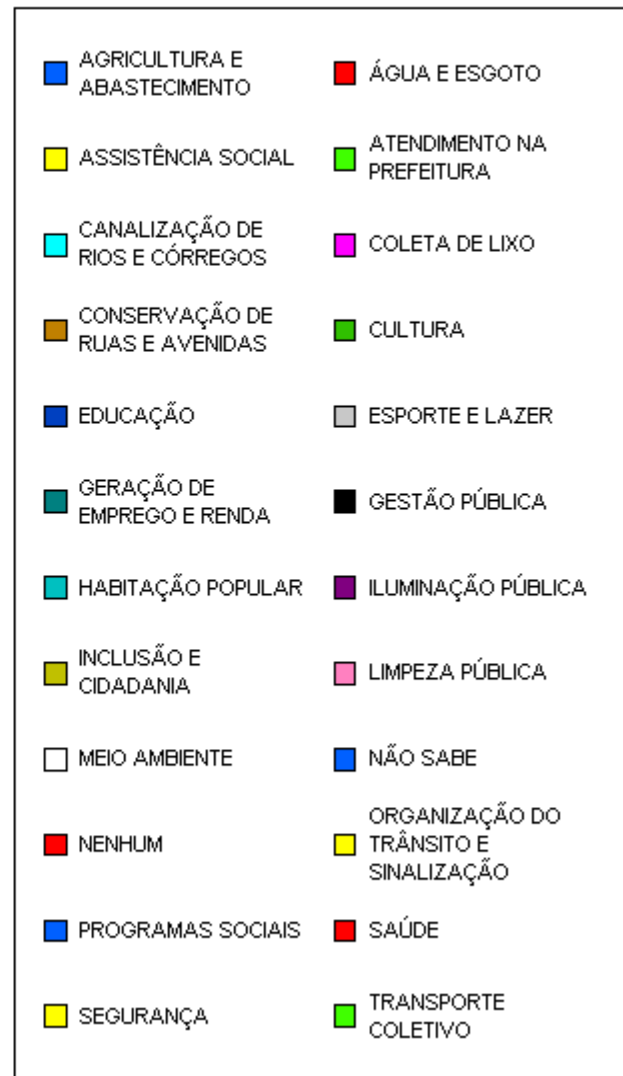 AGRICULTURA E
ABASTECIMENTO
ÁGUA E ESGOTO
ASSISTÊNCIA SOCIAL
ATENDIMENTO NA
PREFEITURA
CANALIZAÇÃO DE
RIOS E CÓRREGOS
COLETA DE LIXO
CONSERVAÇÃO DE
RUAS E AVENIDAS
CULTURA
EDUCAÇÃO
ESPORTE E LAZER
GERAÇÃO DE
EMPREGO E RENDA
GESTÃO PÚBLICA
HABITAÇÃO POPULAR
ILUMINAÇÃO PÚBLICA
INCLUSÃO E
CIDADANIA
LIMPEZA PÚBLICA
MEIO AMBIENTE
NÃO SABE
NENHUM
ORGANIZAÇÃO DO
TRÂNSITO E
SINALIZAÇÃO
PROGRAMAS SOCIAIS
SAÚDE
SEGURANÇA
TRANSPORTE
COLETIVO